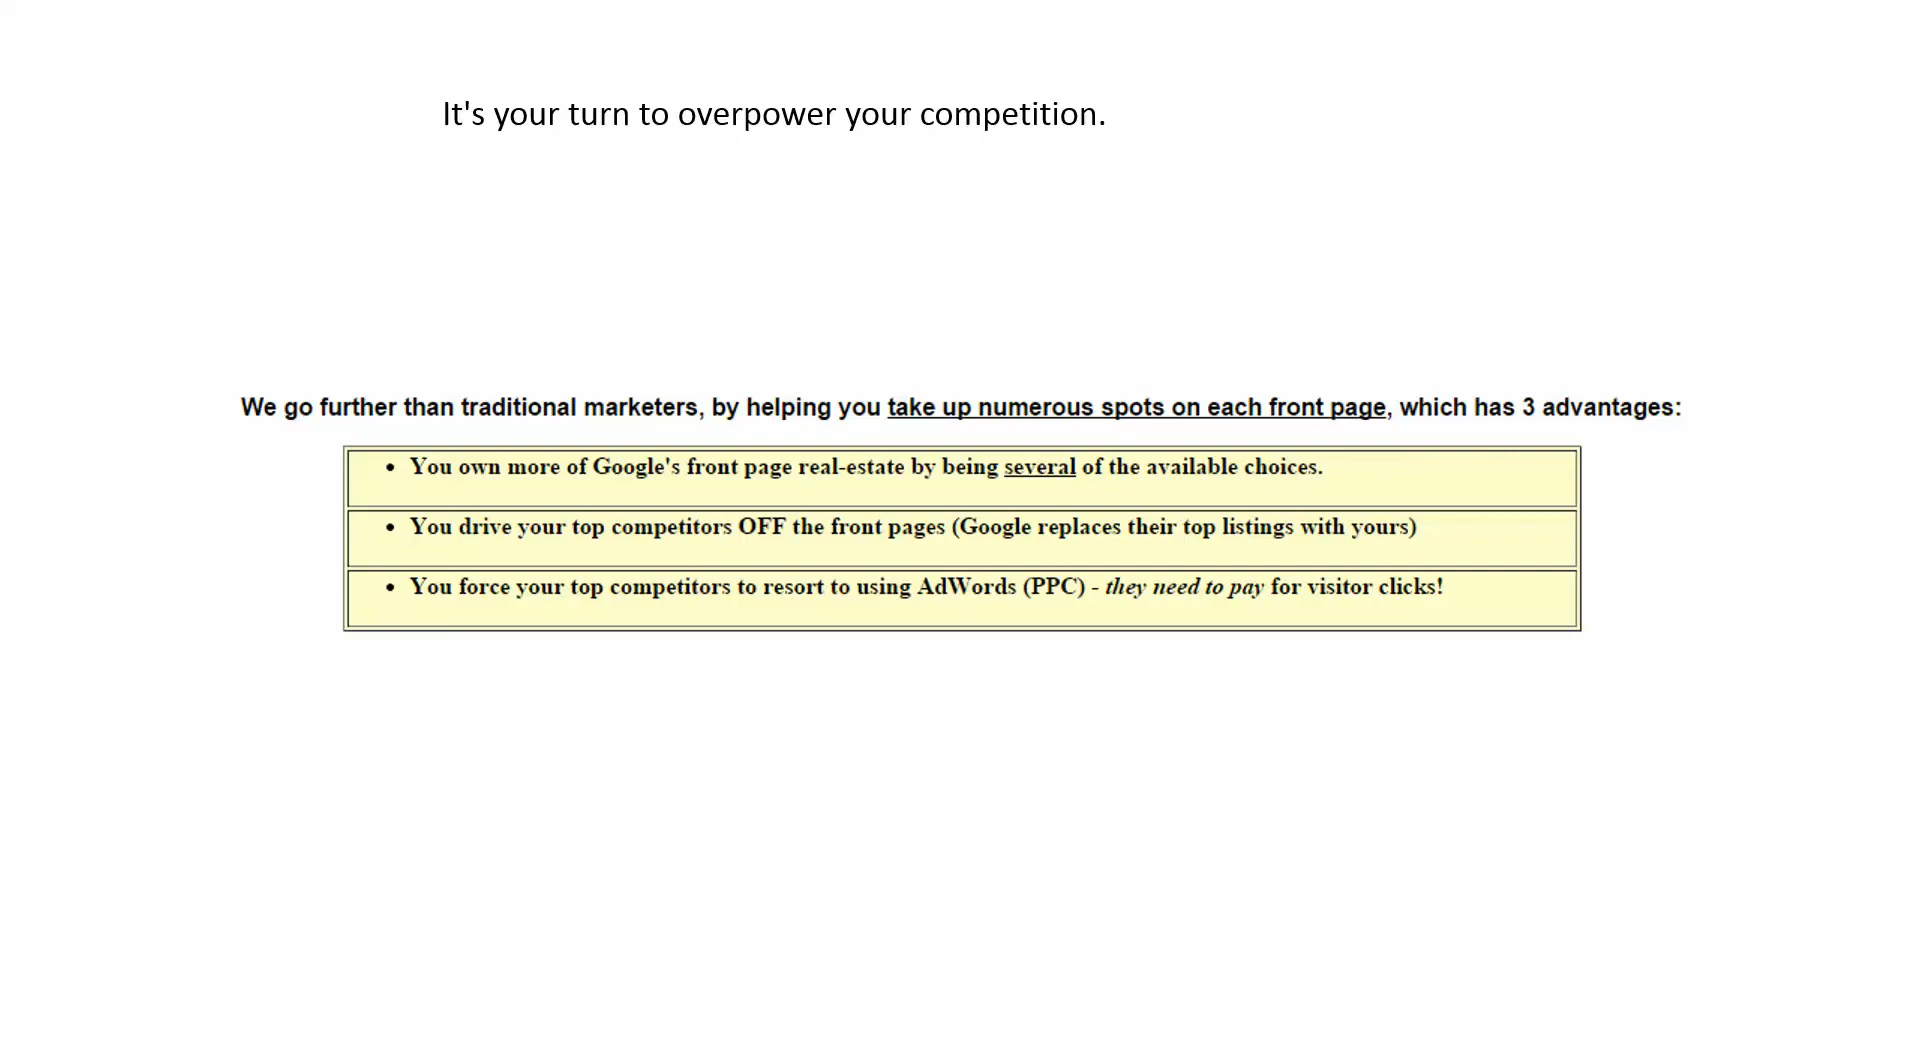 It's your turn to overpower your competition.
We go further than traditional marketers, by helping you take up numerous spots on each front page, which has 3 advantages:
• You own more of Google's front page real-estate by being several of the available choices.
• You drive your top competitors OFF the front pages (Google replaces their top listings with yours)
• You force your top competitors to resort to using AdWords (PPC) - they need to pay for visitor clicks!